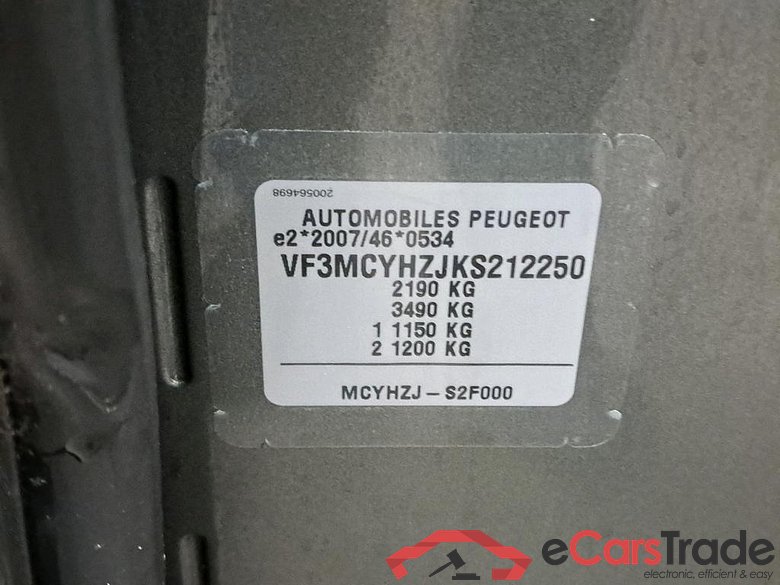 200564698
AUTOMOBILES PEUGEOT
e2*2007/46*0534
VF3MCYHZJKS212250
2190 KG
3490 KG
1 1150 KG
2 1200 KG
MCYHZJ – S2F000
eCarsTrade
electronic, efficient & easy